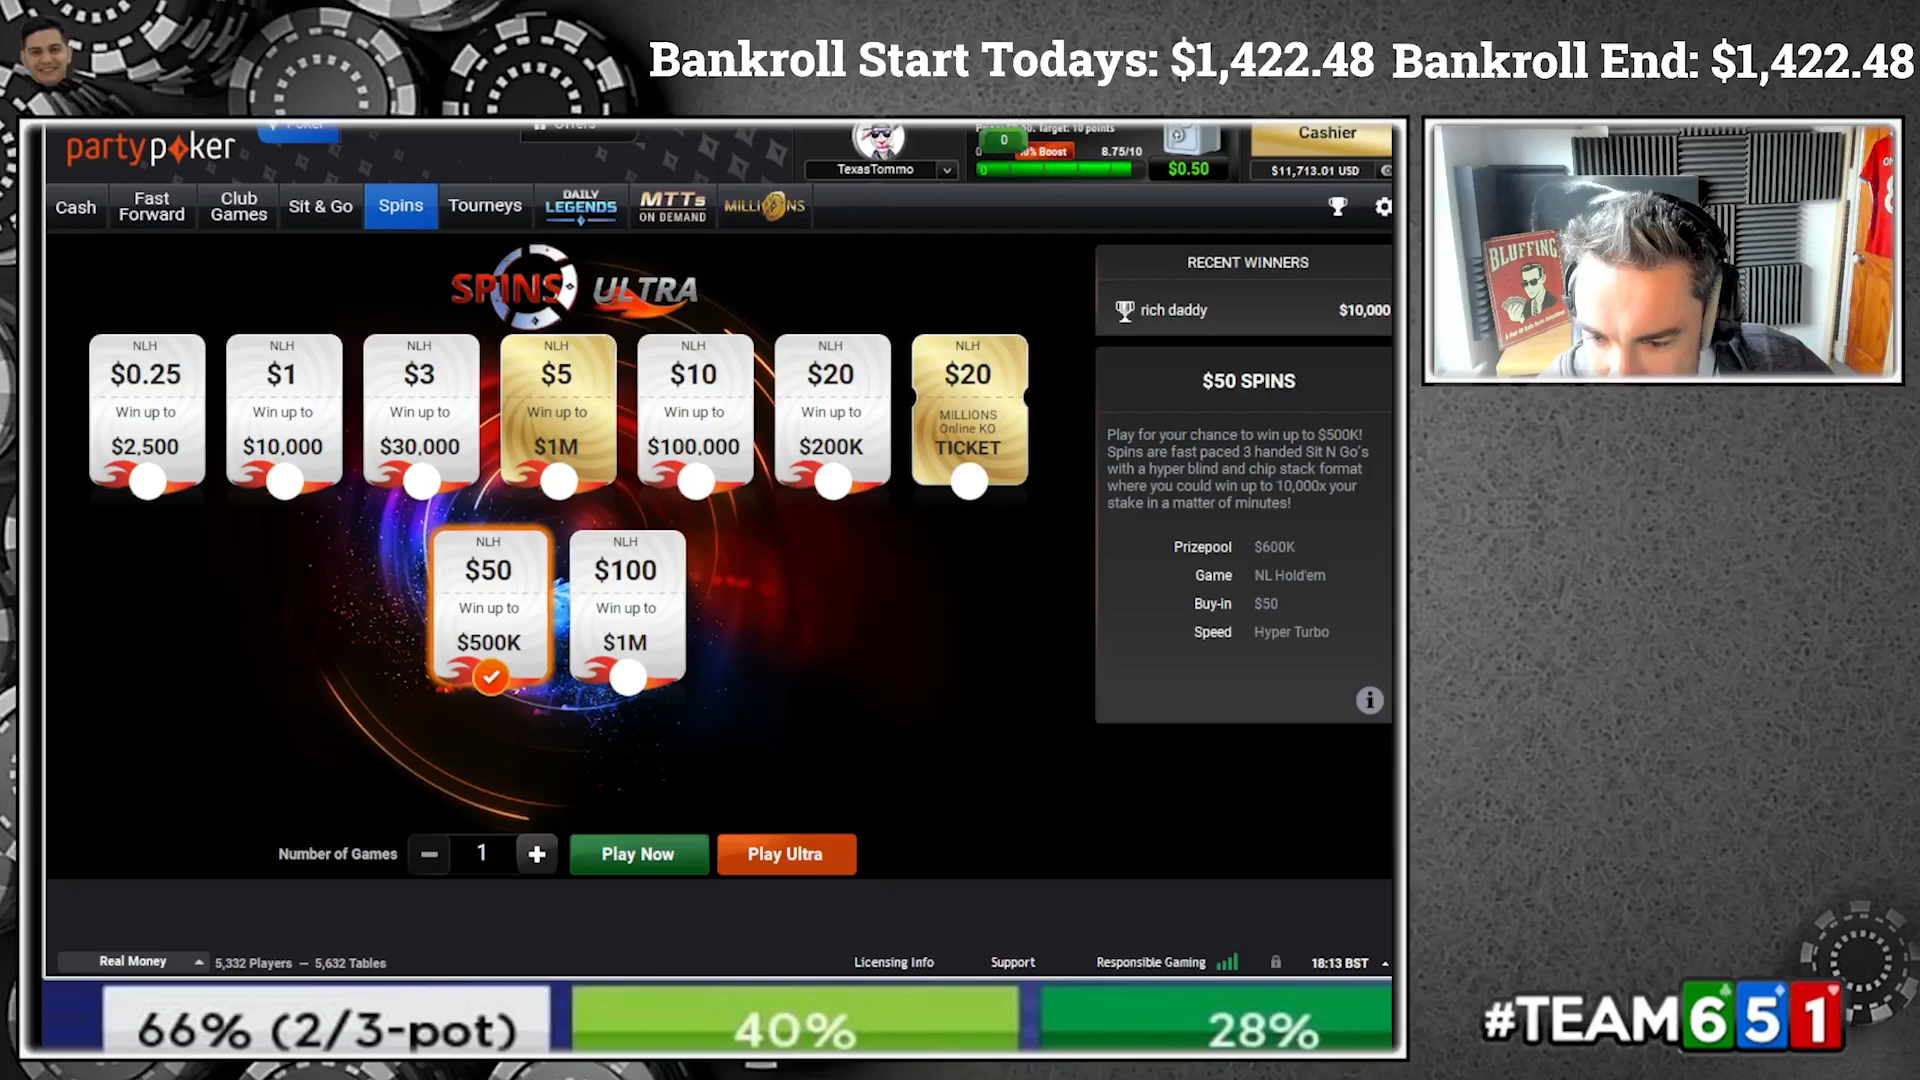 Bankroll Start Todays: $1,422.48 Bankroll End: $1,422.48
partypoker
TexasTommo
Target: 10 points
0
0% Boost
8.75/10
0
$0.50
Cashier
$11,713.01 USD
Cash
Fast
Forward
Club
Games
Sit & Go
Spins
Tourneys
DAILY
LEGENDS
MTTs
ON DEMAND
MILLIONS
SPINS ULTRA
NLH
$0.25
Win up to
$2,500
NLH
$1
Win up to
$10,000
NLH
$3
Win up to
$30,000
NLH
$5
Win up to
$1M
NLH
$10
Win up to
$100,000
NLH
$20
Win up to
$200K
NLH
$20
MILLIONS
Online KO
TICKET
NLH
$50
Win up to
$500K
NLH
$100
Win up to
$1M
Number of Games
1
Play Now
Play Ultra
RECENT WINNERS
rich daddy $10,000
$50 SPINS
Play for your chance to win up to $500K!
Spins are fast paced 3 handed Sit N Go's
with a hyper blind and chip stack format
where you could win up to 10,000x your
stake in a matter of minutes!
Prizepool $600K
Game NL Hold'em
Buy-in $50
Speed Hyper Turbo
BLUFFING
Real Money
5,332 Players – 5,632 Tables
Licensing Info
Support
Responsible Gaming
18:13 BST
66% (2/3-pot)
40%
28%
#TEAM651